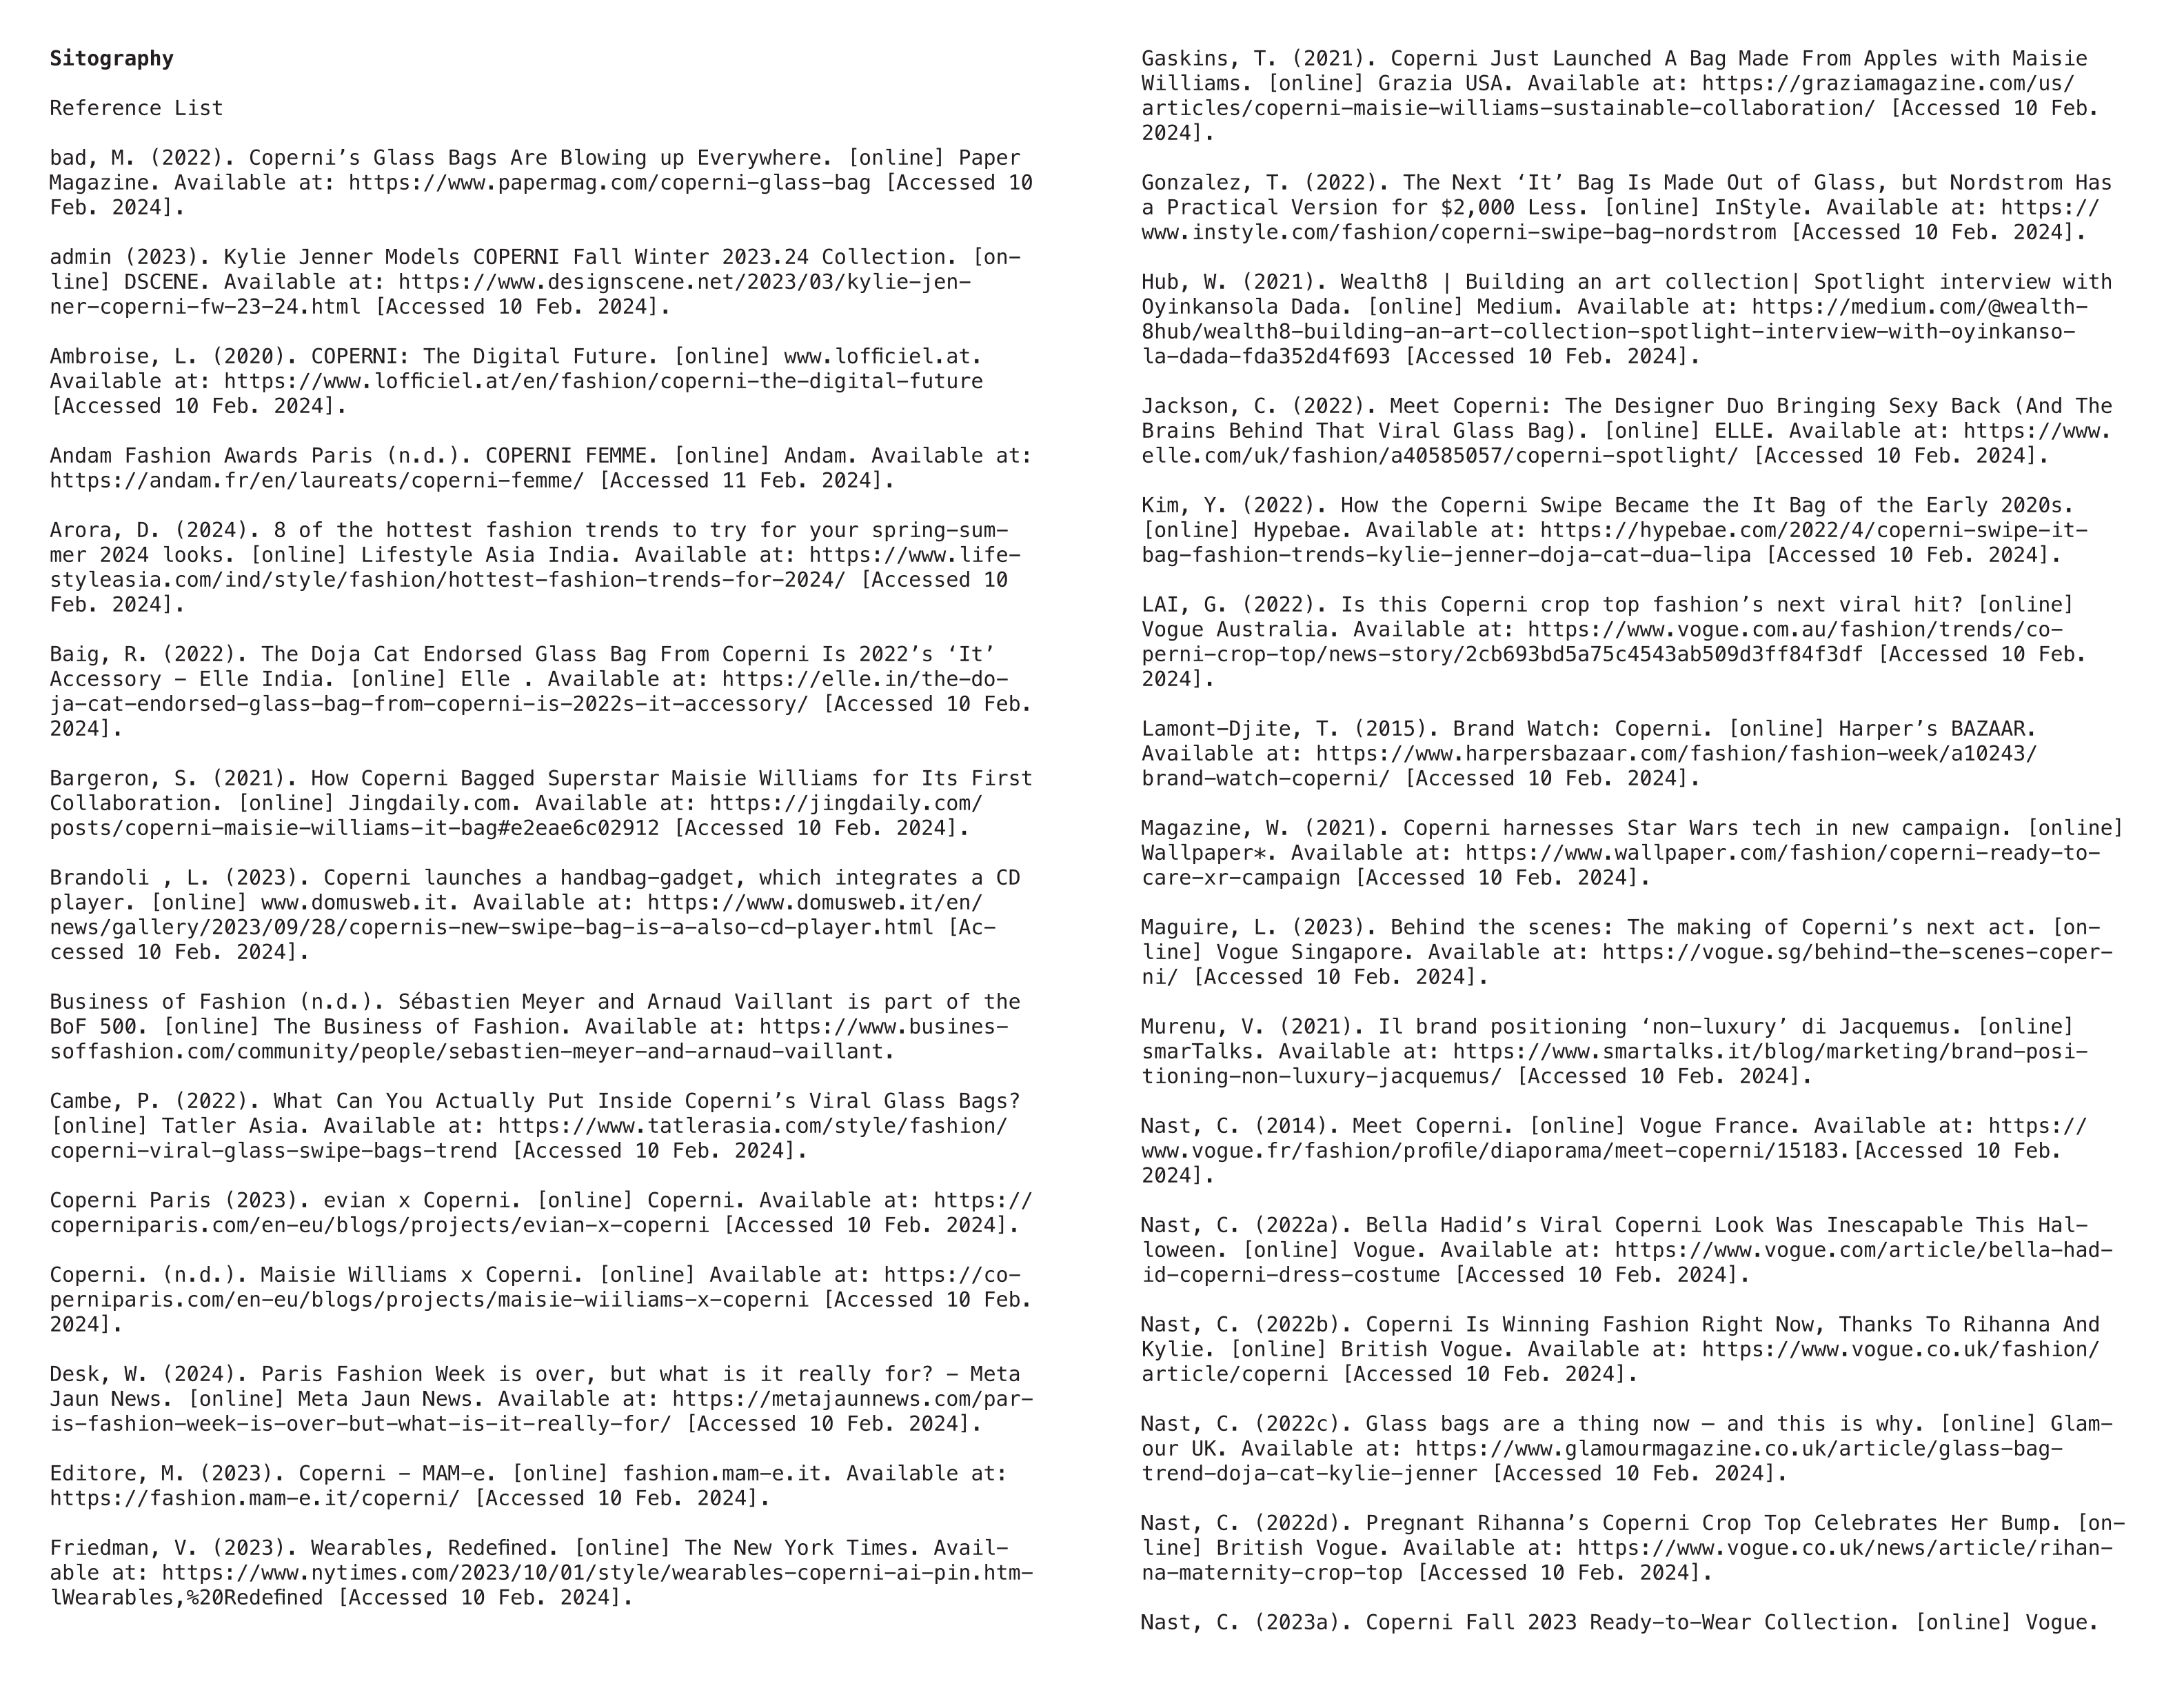 Sitography
Reference List
bad, M. (2022). Coperni’s Glass Bags Are Blowing up Everywhere. [online] Paper
Magazine. Available at: https://www.papermag.com/coperni-glass-bag [Accessed 10
Feb. 2024].
admin (2023). Kylie Jenner Models COPERNI Fall Winter 2023.24 Collection. [on-
line] DSCENE. Available at: https://www.designscene.net/2023/03/kylie-jen-
ner-coperni-fw-23-24.html [Accessed 10 Feb. 2024].
Ambroise, L. (2020). COPERNI: The Digital Future. [online] www.lofficiel.at.
Available at: https://www.lofficiel.at/en/fashion/coperni-the-digital-future
[Accessed 10 Feb. 2024].
Andam Fashion Awards Paris (n.d.). COPERNI FEMME. [online] Andam. Available at:
https://andam.fr/en/laureats/coperni-femme/ [Accessed 11 Feb. 2024].
Arora, D. (2024). 8 of the hottest fashion trends to try for your spring-sum-
mer 2024 looks. [online] Lifestyle Asia India. Available at: https://www.life-
styleasia.com/ind/style/fashion/hottest-fashion-trends-for-2024/ [Accessed 10
Feb. 2024].
Baig, R. (2022). The Doja Cat Endorsed Glass Bag From Coperni Is 2022’s ‘It’
Accessory - Elle India. [online] Elle . Available at: https://elle.in/the-do-
ja-cat-endorsed-glass-bag-from-coperni-is-2022s-it-accessory/ [Accessed 10 Feb.
2024].
Bargeron, S. (2021). How Coperni Bagged Superstar Maisie Williams for Its First
Collaboration. [online] Jingdaily.com. Available at: https://jingdaily.com/
posts/coperni-maisie-williams-it-bag#e2eae6c02912 [Accessed 10 Feb. 2024].
Brandoli , L. (2023). Coperni launches a handbag-gadget, which integrates a CD
player. [online] www.domusweb.it. Available at: https://www.domusweb.it/en/
news/gallery/2023/09/28/copernis-new-swipe-bag-is-a-also-cd-player.html [Ac-
cessed 10 Feb. 2024].
Business of Fashion (n.d.). Sébastien Meyer and Arnaud Vaillant is part of the
BoF 500. [online] The Business of Fashion. Available at: https://www.busines-
soffashion.com/community/people/sebastien-meyer-and-arnaud-vaillant.
Cambe, P. (2022). What Can You Actually Put Inside Coperni’s Viral Glass Bags?
[online] Tatler Asia. Available at: https://www.tatlerasia.com/style/fashion/
coperni-viral-glass-swipe-bags-trend [Accessed 10 Feb. 2024].
Coperni Paris (2023). evian x Coperni. [online] Coperni. Available at: https://
coperniparis.com/en-eu/blogs/projects/evian-x-coperni [Accessed 10 Feb. 2024].
Coperni. (n.d.). Maisie Williams x Coperni. [online] Available at: https://co-
perniparis.com/en-eu/blogs/projects/maisie-wiiliams-x-coperni [Accessed 10 Feb.
2024].
Desk, W. (2024). Paris Fashion Week is over, but what is it really for? - Meta
Jaun News. [online] Meta Jaun News. Available at: https://metajaunnews.com/par-
is-fashion-week-is-over-but-what-is-it-really-for/ [Accessed 10 Feb. 2024].
Editore, M. (2023). Coperni - MAM-e. [online] fashion.mam-e.it. Available at:
https://fashion.mam-e.it/coperni/ [Accessed 10 Feb. 2024].
Friedman, V. (2023). Wearables, Redefined. [online] The New York Times. Avail-
able at: https://www.nytimes.com/2023/10/01/style/wearables-coperni-ai-pin.htm-
lWearables,%20Redefined [Accessed 10 Feb. 2024].
Gaskins, T. (2021). Coperni Just Launched A Bag Made From Apples with Maisie
Williams. [online] Grazia USA. Available at: https://graziamagazine.com/us/
articles/coperni-maisie-williams-sustainable-collaboration/ [Accessed 10 Feb.
2024].
Gonzalez, T. (2022). The Next ‘It’ Bag Is Made Out of Glass, but Nordstrom Has
a Practical Version for $2,000 Less. [online] InStyle. Available at: https://
www.instyle.com/fashion/coperni-swipe-bag-nordstrom [Accessed 10 Feb. 2024].
Hub, W. (2021). Wealth8 | Building an art collection| Spotlight interview with
Oyinkansola Dada. [online] Medium. Available at: https://medium.com/@wealth-
8hub/wealth8-building-an-art-collection-spotlight-interview-with-oyinkanso-
la-dada-fda352d4f693 [Accessed 10 Feb. 2024].
Jackson, C. (2022). Meet Coperni: The Designer Duo Bringing Sexy Back (And The
Brains Behind That Viral Glass Bag). [online] ELLE. Available at: https://www.
elle.com/uk/fashion/a40585057/coperni-spotlight/ [Accessed 10 Feb. 2024].
Kim, Y. (2022). How the Coperni Swipe Became the It Bag of the Early 2020s.
[online] Hypebae. Available at: https://hypebae.com/2022/4/coperni-swipe-it-
bag-fashion-trends-kylie-jenner-doja-cat-dua-lipa [Accessed 10 Feb. 2024].
LAI, G. (2022). Is this Coperni crop top fashion’s next viral hit? [online]
Vogue Australia. Available at: https://www.vogue.com.au/fashion/trends/co-
perni-crop-top/news-story/2cb693bd5a75c4543ab509d3ff84f3df [Accessed 10 Feb.
2024].
Lamont-Djite, T. (2015). Brand Watch: Coperni. [online] Harper’s BAZAAR.
Available at: https://www.harpersbazaar.com/fashion/fashion-week/a10243/
brand-watch-coperni/ [Accessed 10 Feb. 2024].
Magazine, W. (2021). Coperni harnesses Star Wars tech in new campaign. [online]
Wallpaper*. Available at: https://www.wallpaper.com/fashion/coperni-ready-to-
care-xr-campaign [Accessed 10 Feb. 2024].
Maguire, L. (2023). Behind the scenes: The making of Coperni’s next act. [on-
line] Vogue Singapore. Available at: https://vogue.sg/behind-the-scenes-coper-
ni/ [Accessed 10 Feb. 2024].
Murenu, V. (2021). Il brand positioning ‘non-luxury’ di Jacquemus. [online]
smarTalks. Available at: https://www.smartalks.it/blog/marketing/brand-posi-
tioning-non-luxury-jacquemus/ [Accessed 10 Feb. 2024].
Nast, C. (2014). Meet Coperni. [online] Vogue France. Available at: https://
www.vogue.fr/fashion/profile/diaporama/meet-coperni/15183.[Accessed 10 Feb.
2024].
Nast, C. (2022a). Bella Hadid’s Viral Coperni Look Was Inescapable This Hal-
loween. [online] Vogue. Available at: https://www.vogue.com/article/bella-had-
id-coperni-dress-costume [Accessed 10 Feb. 2024].
Nast, C. (2022b). Coperni Is Winning Fashion Right Now, Thanks To Rihanna And
Kylie. [online] British Vogue. Available at: https://www.vogue.co.uk/fashion/
article/coperni [Accessed 10 Feb. 2024].
Nast, C. (2022c). Glass bags are a thing now – and this is why. [online] Glam-
our UK. Available at: https://www.glamourmagazine.co.uk/article/glass-bag-
trend-doja-cat-kylie-jenner [Accessed 10 Feb. 2024].
Nast, C. (2022d). Pregnant Rihanna’s Coperni Crop Top Celebrates Her Bump. [on-
line] British Vogue. Available at: https://www.vogue.co.uk/news/article/rihan-
na-maternity-crop-top [Accessed 10 Feb. 2024].
Nast, C. (2023a). Coperni Fall 2023 Ready-to-Wear Collection. [online] Vogue.